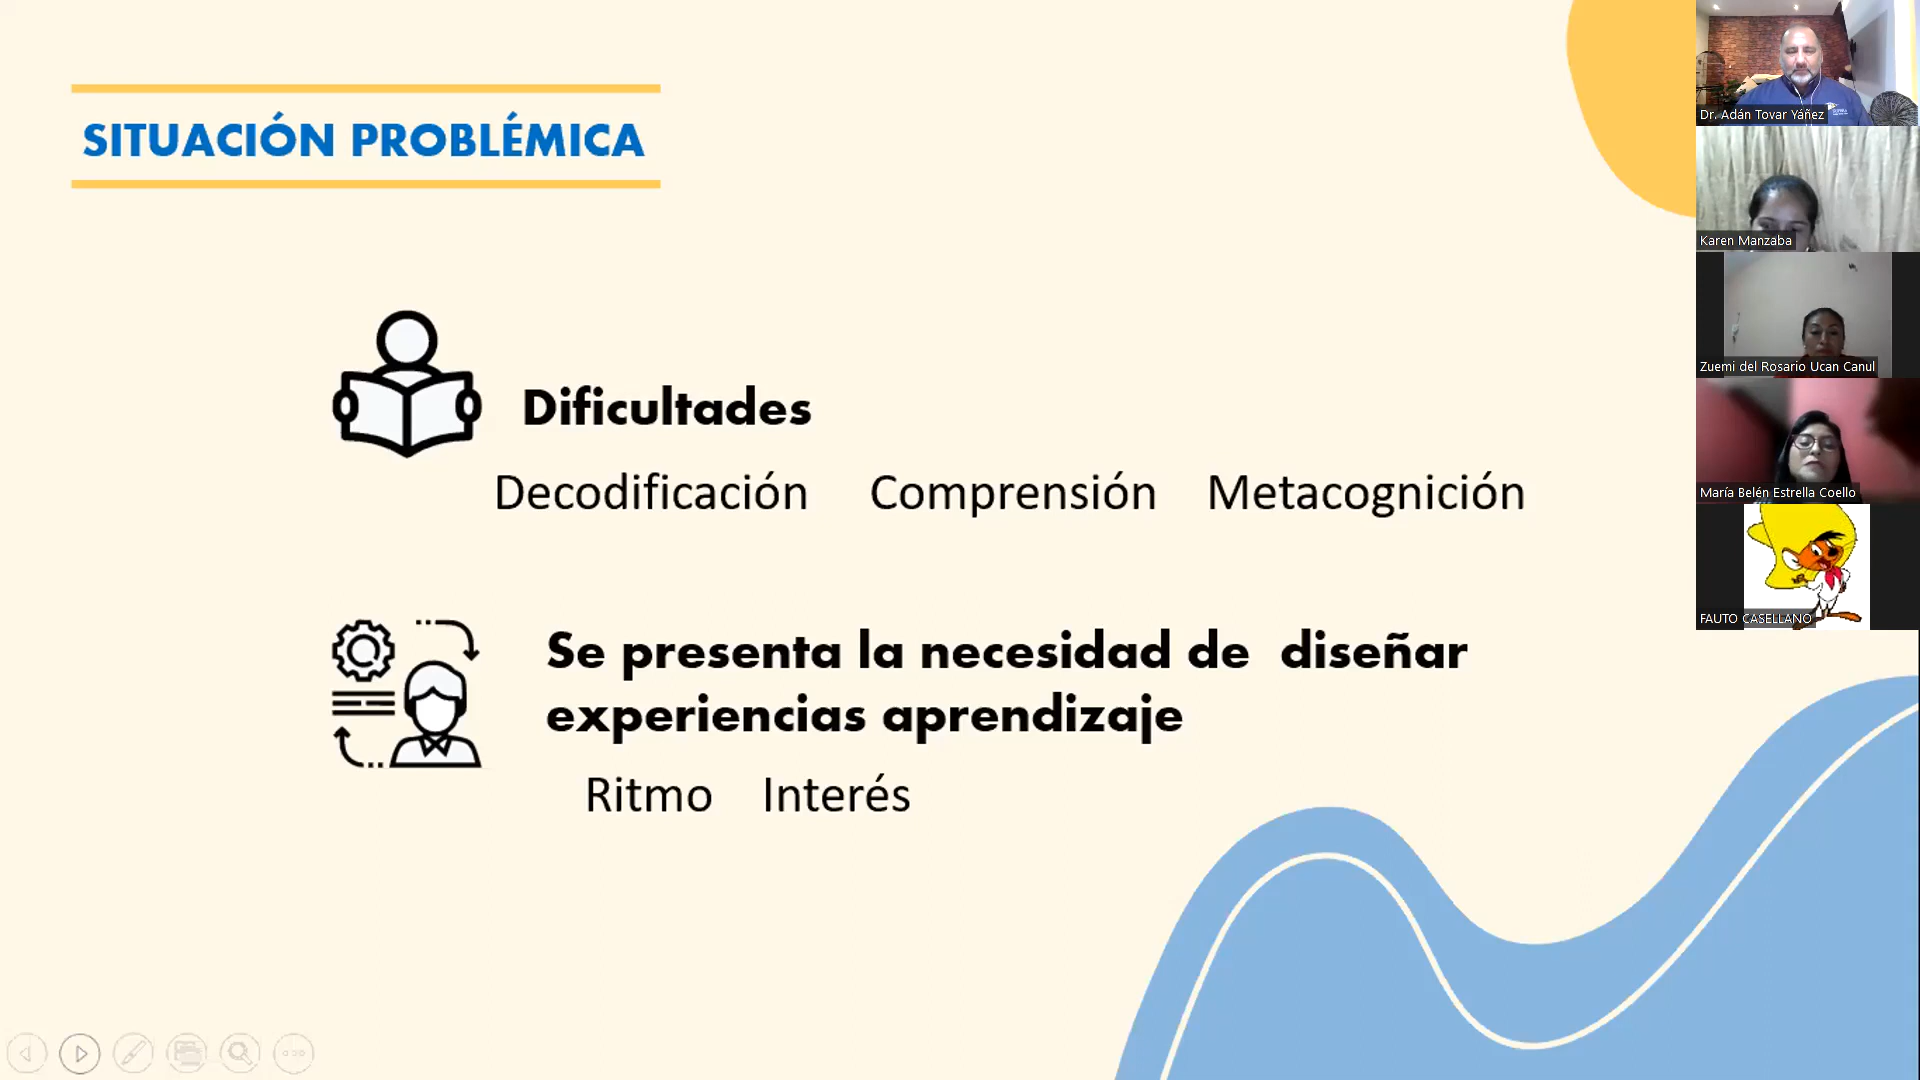 SITUACIÓN PROBLÉMICA
Dificultades
Decodificación Comprensión Metacognición
Se presenta la necesidad de diseñar
experiencias aprendizaje
Ritmo Interés
Dr. Adán Tovar Yáñez
Karen Manzaba
Zuemi del Rosario Ucan Canul
María Belén Estrella Coello
FAUTO CASELLANO